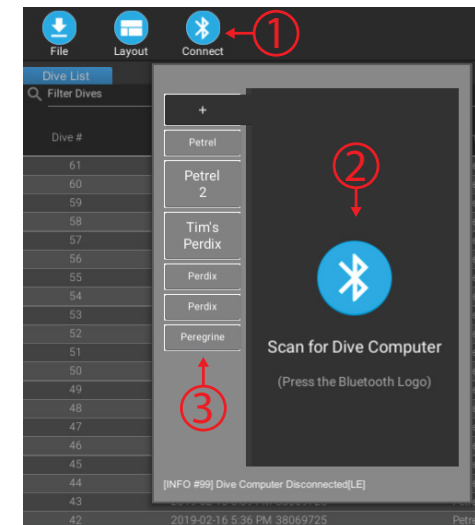 File
Layout
Connect
1
Dive List
Filter Dives
Dive #
61
60
59
58
57
56
55
54
53
52
51
50
49
48
47
46
45
44
43
42
+
Petrel
Petrel
2
Tim's
Perdix
Perdix
Perdix
Peregrine
3
2
Scan for Dive Computer
(Press the Bluetooth Logo)
[INFO #99] Dive Computer Disconnected[LE]
2019-02-16 5:36 PM 38069725